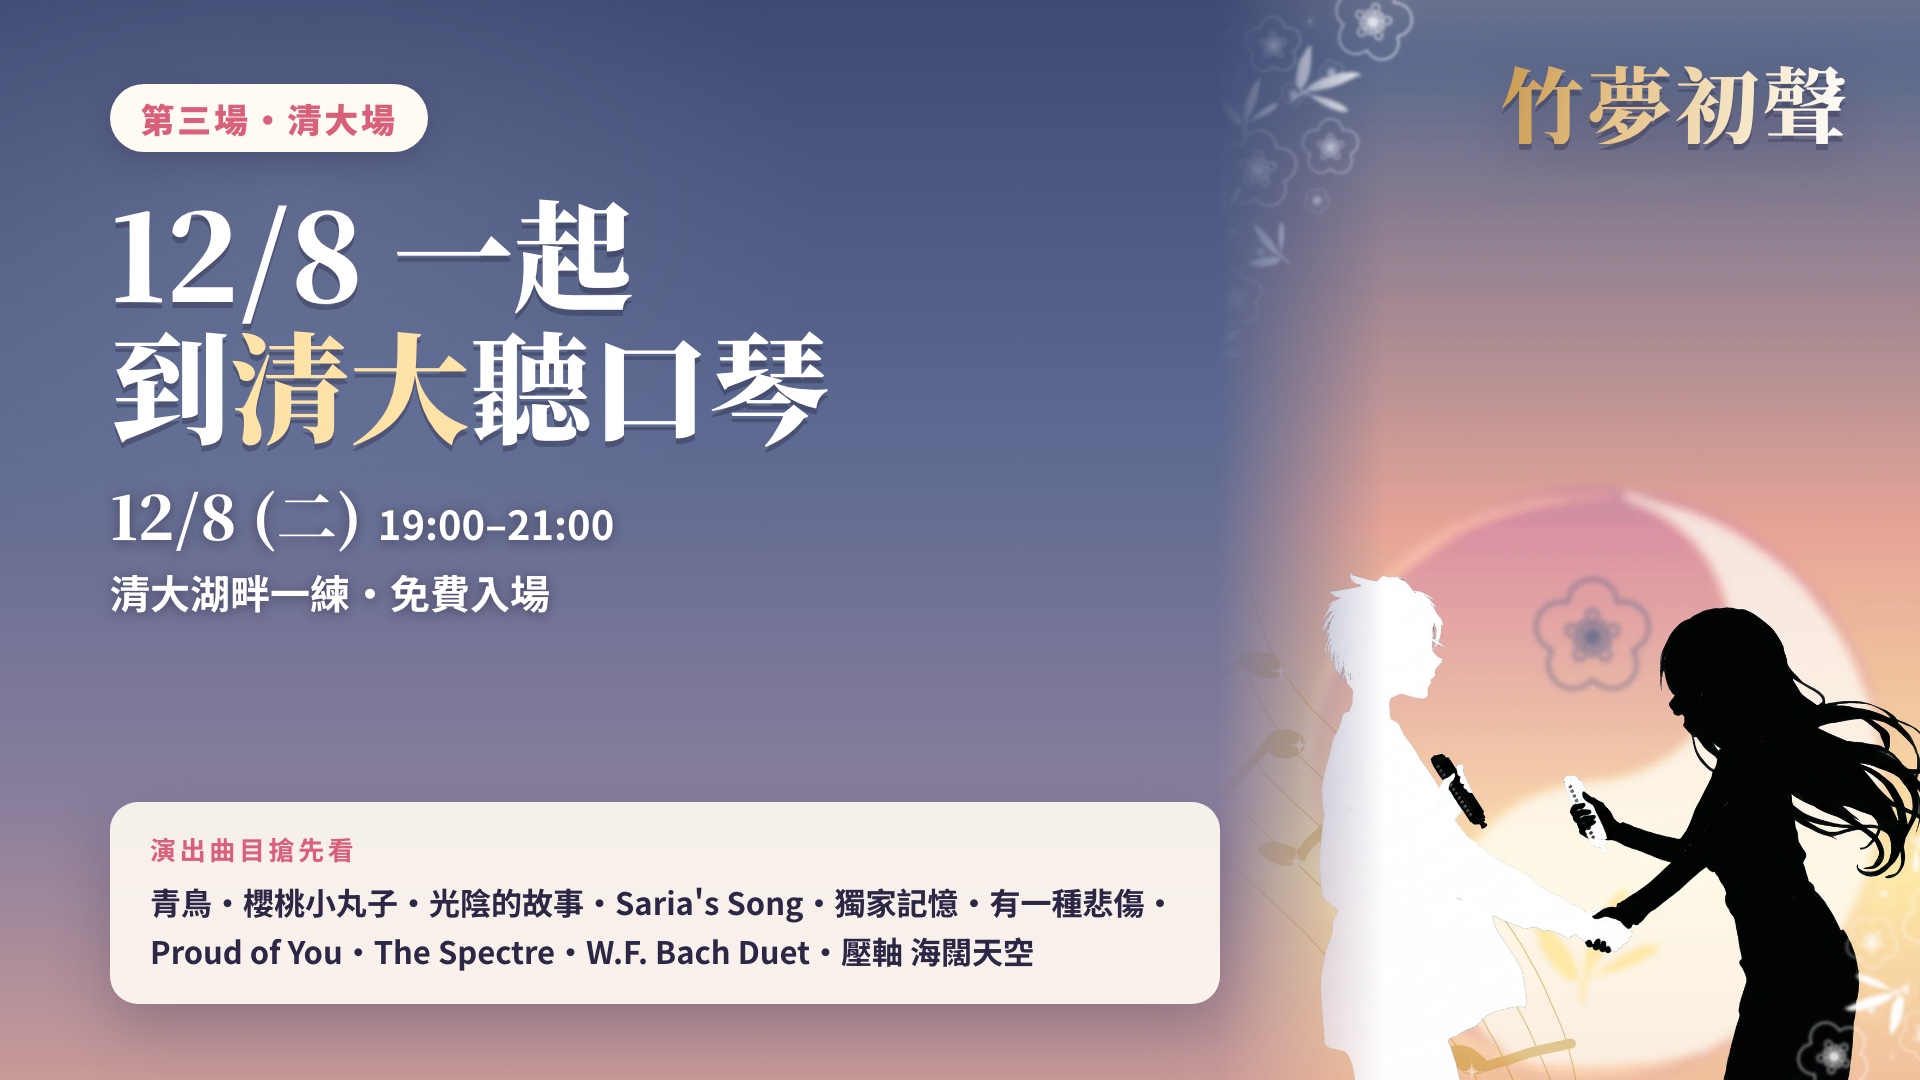 第三場・清大場
竹夢初聲
12/8 一起
到清大聽口琴
12/8 (二) 19:00–21:00
清大湖畔一練・免費入場
演出曲目搶先看
青鳥・櫻桃小丸子・光陰的故事・Saria's Song・獨家記憶・有一種悲傷・
Proud of You・The Spectre・W.F. Bach Duet・壓軸 海闊天空